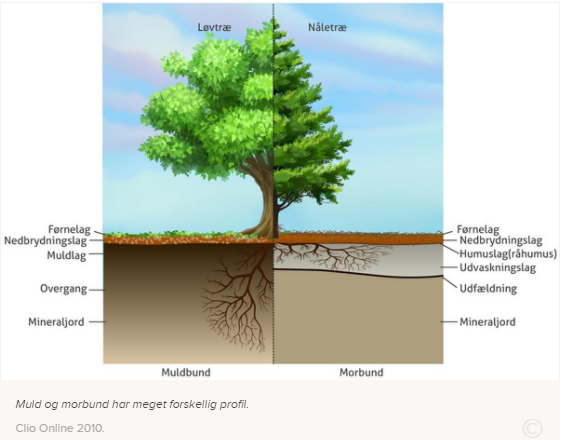 Løvtræ
Nåletræ
Førnelag
Nedbrydningslag
Muldlag
Overgang
Mineraljord
Førnelag
Nedbrydningslag
Humuslag(råhumus)
Udvaskningslag
Udfældning
Mineraljord
Muldbund
Morbund
Muld og morbund har meget forskellig profil.
Clio Online 2010.
©